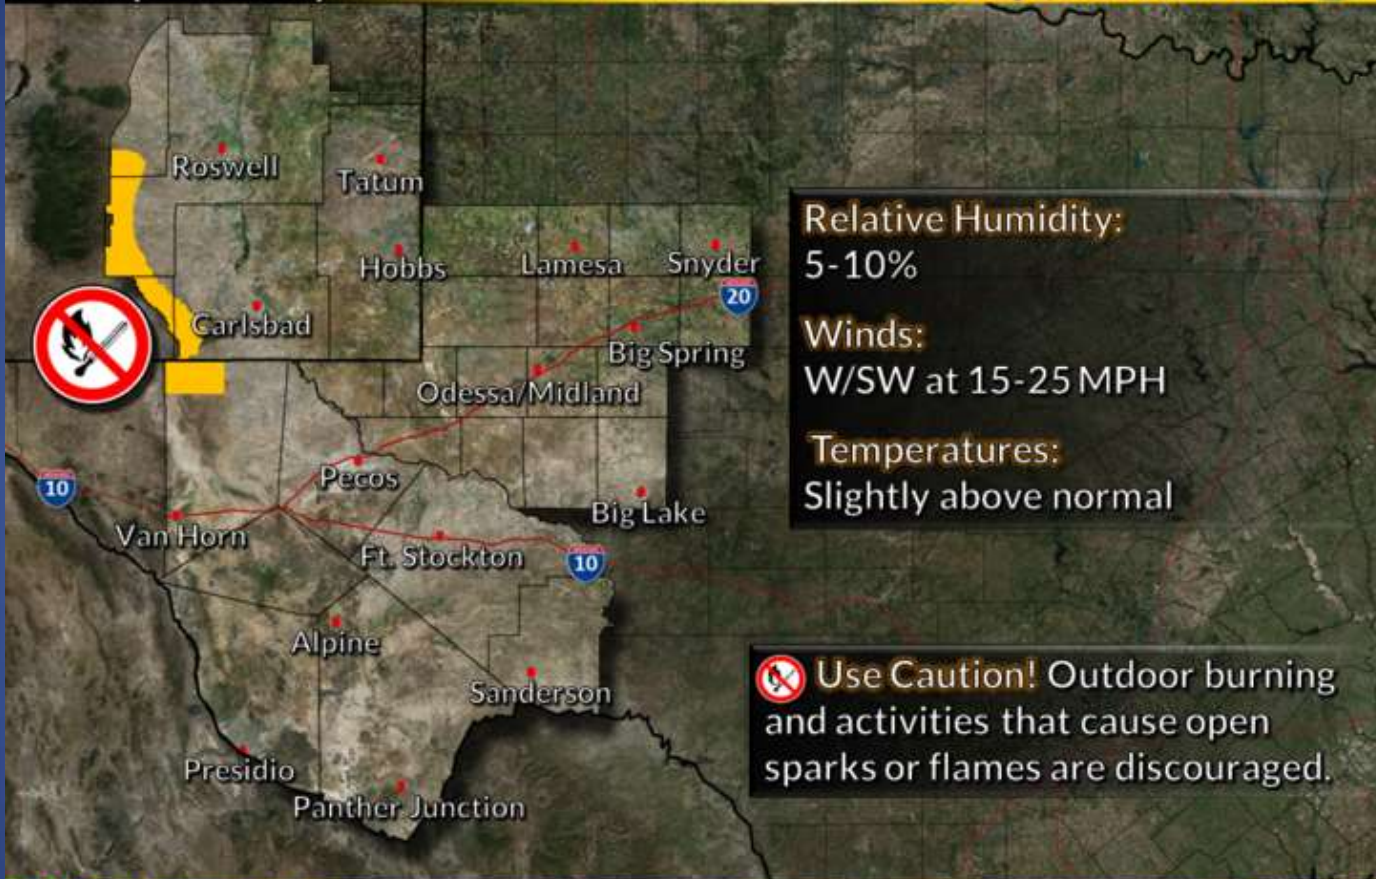 Roswell
Tatum
Relative Humidity:
5-10%
Hobbs
Lamesa
Snyder
20
Carlsbad
Winds:
W/SW at 15-25 MPH
Big Spring
Odessa/Midland
Temperatures:
Slightly above normal
Pecos
10
Big Lake
Van Horn
Ft. Stockton
10
Alpine
Use Caution! Outdoor burning
and activities that cause open
sparks or flames are discouraged.
Sanderson
Presidio
Panther Junction